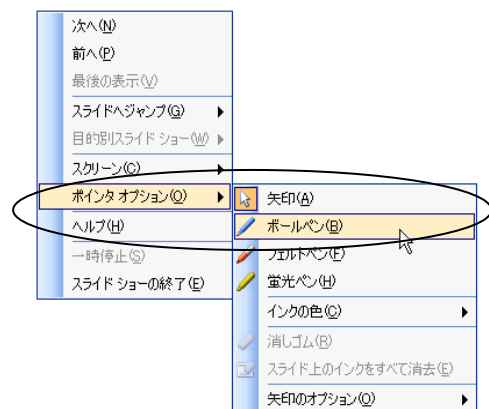 次へ(N)
前へ(P)
最後の表示(V)
スライドへジャンプ(G)
目的別スライド ショー(W)
スクリーン(C)
ポインタ オプション(O)
ヘルプ(H)
一時停止(S)
スライド ショーの終了(E)
矢印(A)
ボールペン(B)
フェルトペン(F)
蛍光ペン(H)
インクの色(C)
消しゴム(R)
スライド上のインクをすべて消去(E)
矢印のオプション(O)